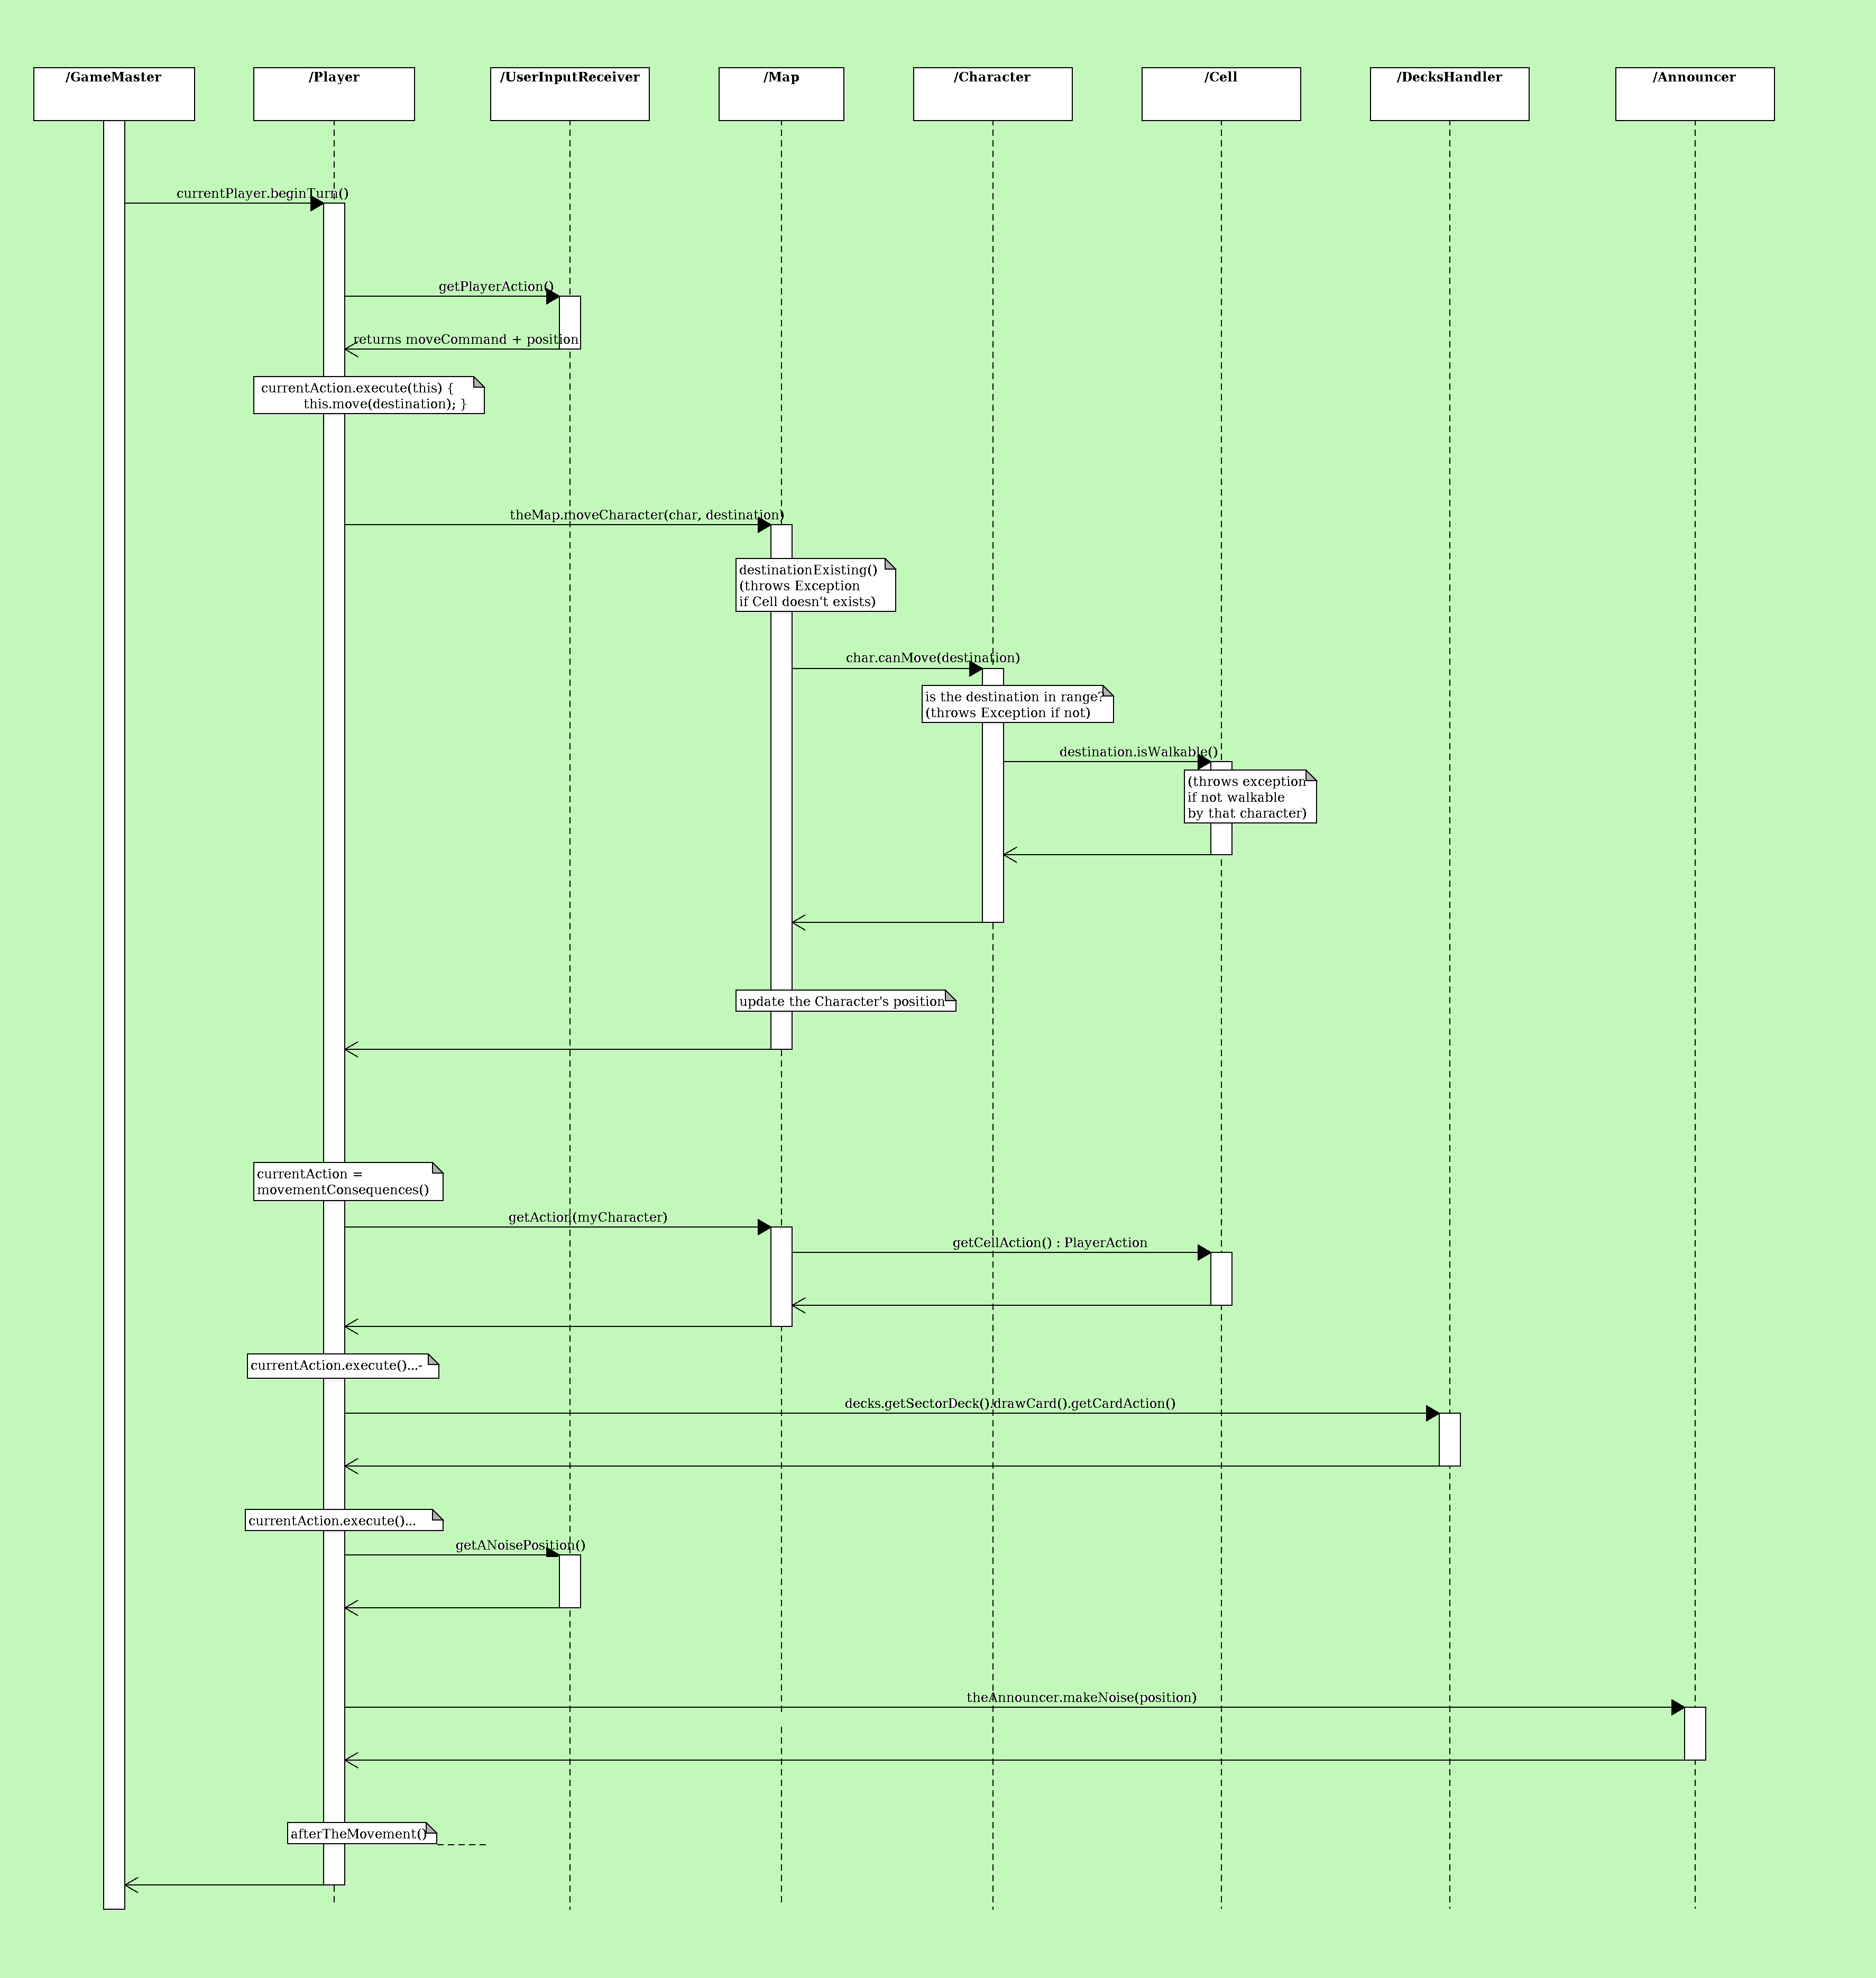 /GameMaster
/Player
/UserInputReceiver
/Map
/Character
/Cell
/DecksHandler
/Announcer
currentPlayer.beginTurn()
getPlayerAction()
returns moveCommand + position
currentAction.execute(this) {
this.move(destination); }
theMap.moveCharacter(char, destination)
destinationExisting()
(throws Exception
if Cell doesn't exists)
char.canMove(destination)
is the destination in range?
(throws Exception if not)
destination.isWalkable()
(throws exception
if not walkable
by that character)
update the Character's position
currentAction =
movementConsequences()
getAction(myCharacter)
getCellAction() : PlayerAction
currentAction.execute()...-
decks.getSectorDeck().drawCard().getCardAction()
currentAction.execute()...
getANoisePosition()
theAnnouncer.makeNoise(position)
afterTheMovement()